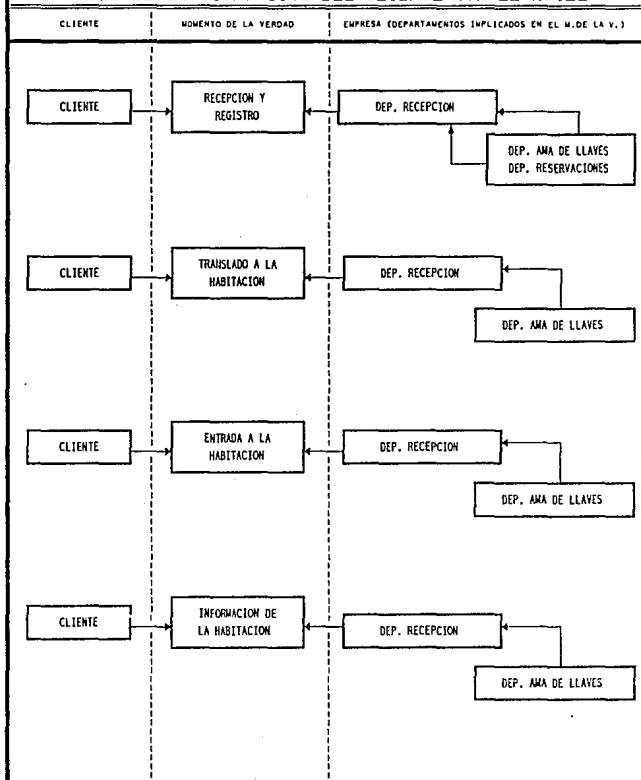 CLIENTE MOMENTO DE LA VERDAD EMPRESA (DEPARTAMENTOS IMPLICADOS EN EL M.DE LA V.)
CLIENTE
RECEPCION Y
REGISTRO
DEP. RECEPCION
DEP. AMA DE LLAVES
DEP. RESERVACIONES
CLIENTE
TRANSLADO A LA
HABITACION
DEP. RECEPCION
DEP. AMA DE LLAVES
CLIENTE
ENTRADA A LA
HABITACION
DEP. RECEPCION
DEP. AMA DE LLAVES
CLIENTE
INFORMACION DE
LA HABITACION
DEP. RECEPCION
DEP. AMA DE LLAVES